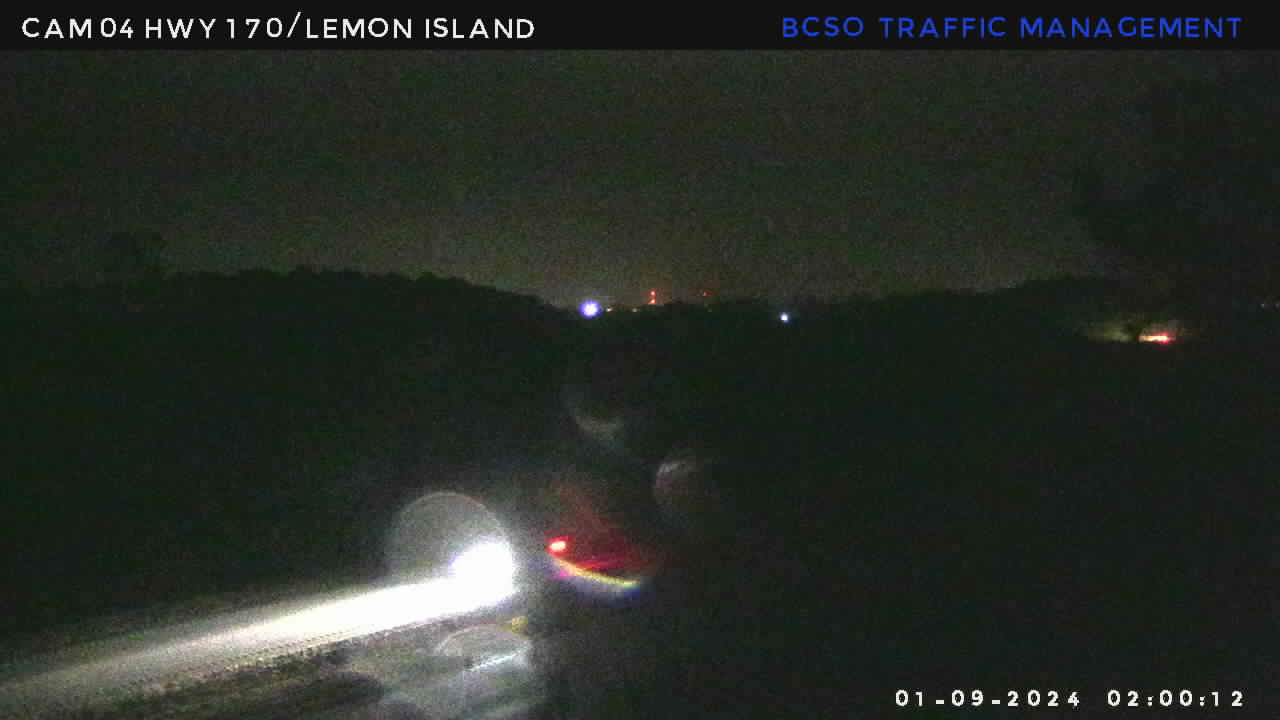 CAM04 HWY 170/LEMON ISLAND
BCSO TRAFFIC MANAGEMENT
01-09-2024 02:00:12